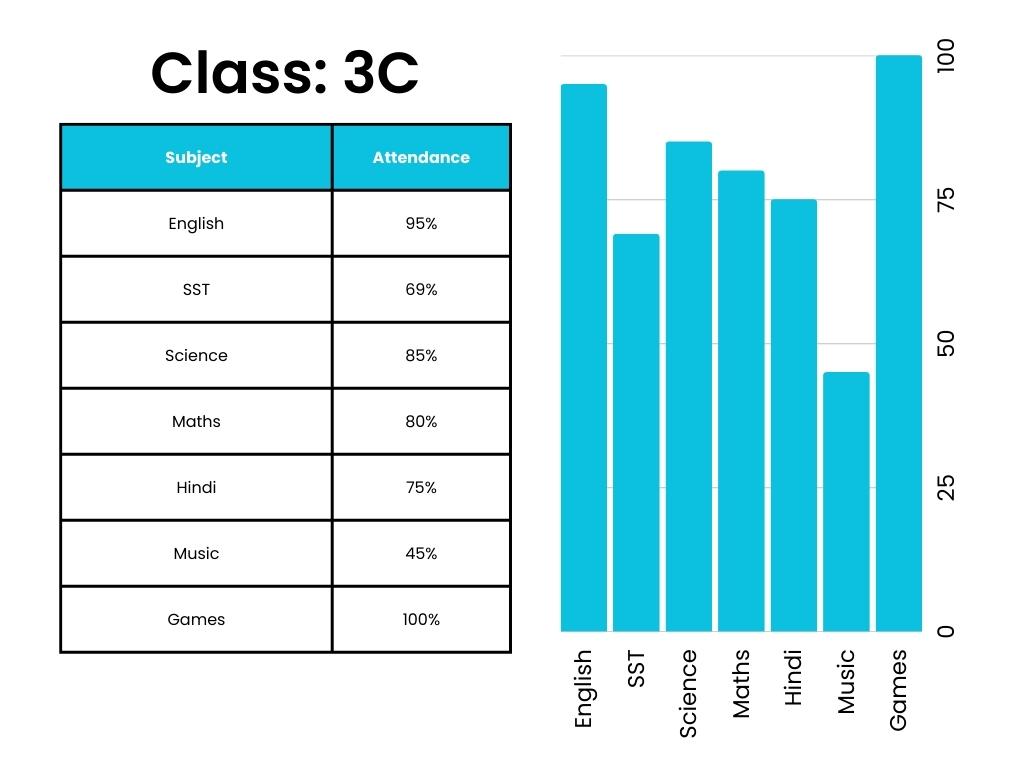 Class: 3C
Subject Attendance
English 95%
SST 69%
Science 85%
Maths 80%
Hindi 75%
Music 45%
Games 100%
100
75
50
25
0
English
SST
Science
Maths
Hindi
Music
Games